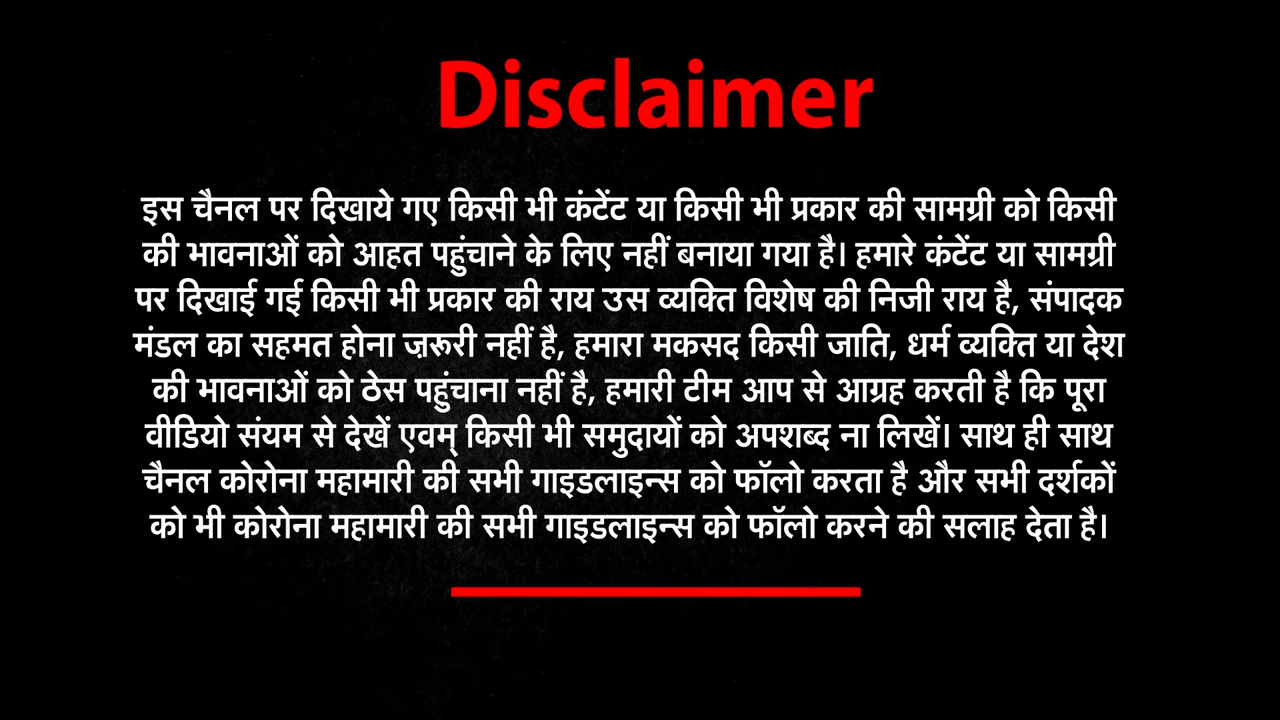 Disclaimer
इस चैनल पर दिखाये गए किसी भी कंटेंट या किसी भी प्रकार की सामग्री को किसी
की भावनाओं को आहत पहुंचाने के लिए नहीं बनाया गया है। हमारे कंटेंट या सामग्री
पर दिखाई गई किसी भी प्रकार की राय उस व्यक्ति विशेष की निजी राय है, संपादक
मंडल का सहमत होना ज़रूरी नहीं है, हमारा मकसद किसी जाति, धर्म व्यक्ति या देश
की भावनाओं को ठेस पहुंचाना नहीं है, हमारी टीम आप से आग्रह करती है कि पूरा
वीडियो संयम से देखें एवम् किसी भी समुदायों को अपशब्द ना लिखें। साथ ही साथ
चैनल कोरोना महामारी की सभी गाइडलाइन्स को फॉलो करता है और सभी दर्शकों
को भी कोरोना महामारी की सभी गाइडलाइन्स को फॉलो करने की सलाह देता है।